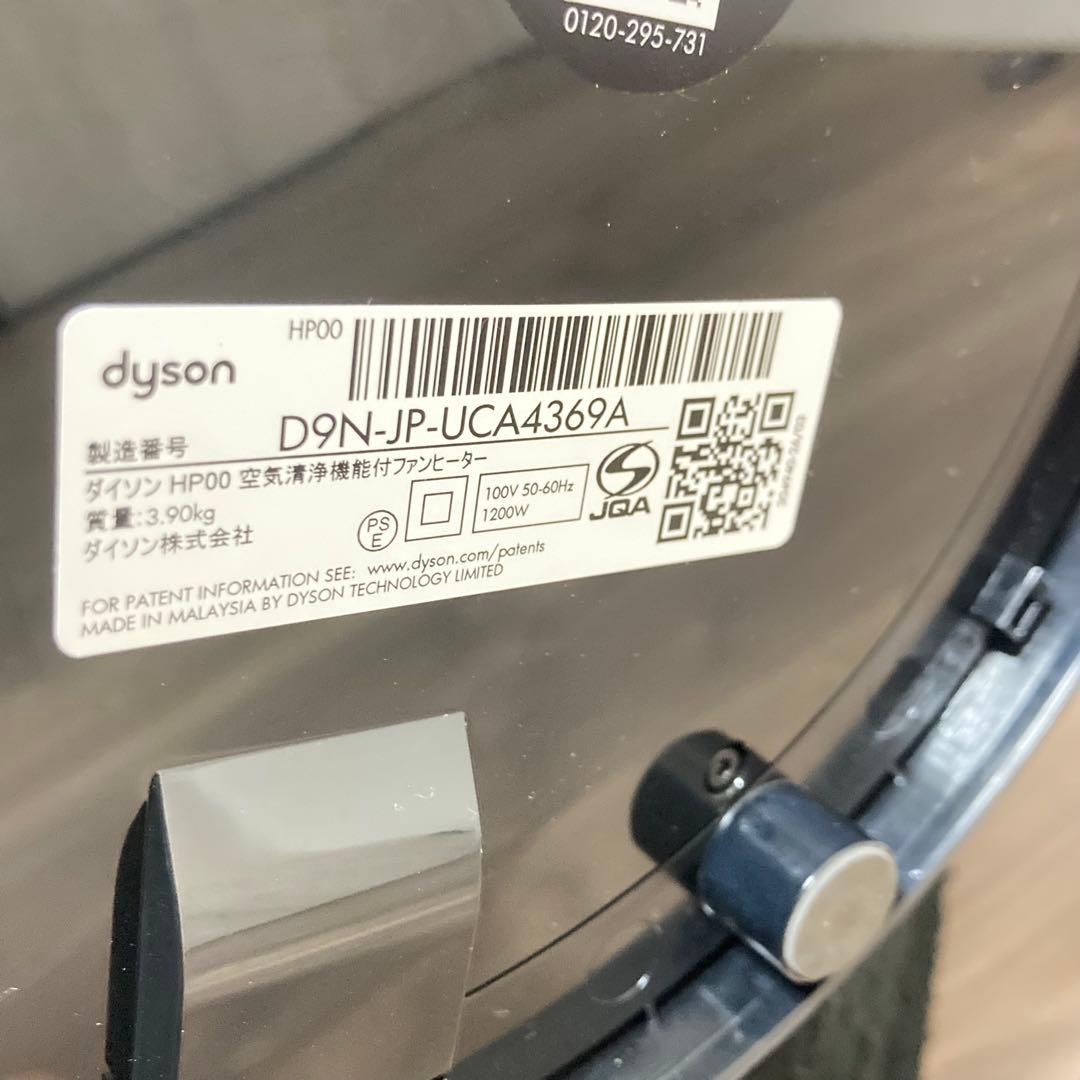 0120-295-731
HP00
dyson
製造番号 D9N-JP-UCA4369A
ダイソン HP00 空気清浄機能付ファンヒーター
質量:3.90kg
PS
E
100V 50-60Hz
1200W
JQA
ダイソン株式会社
FOR PATENT INFORMATION SEE: www.dyson.com/patents
MADE IN MALAYSIA BY DYSON TECHNOLOGY LIMITED